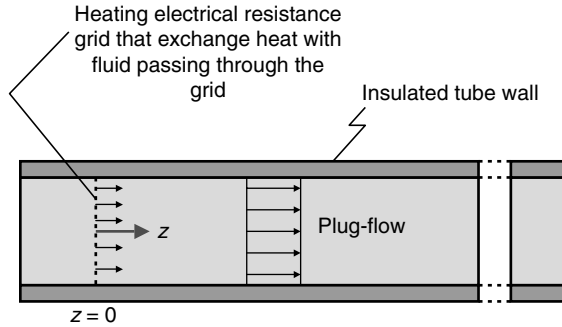 Heating electrical resistance
grid that exchange heat with
fluid passing through the
grid
Insulated tube wall
z
Plug-flow
z = 0